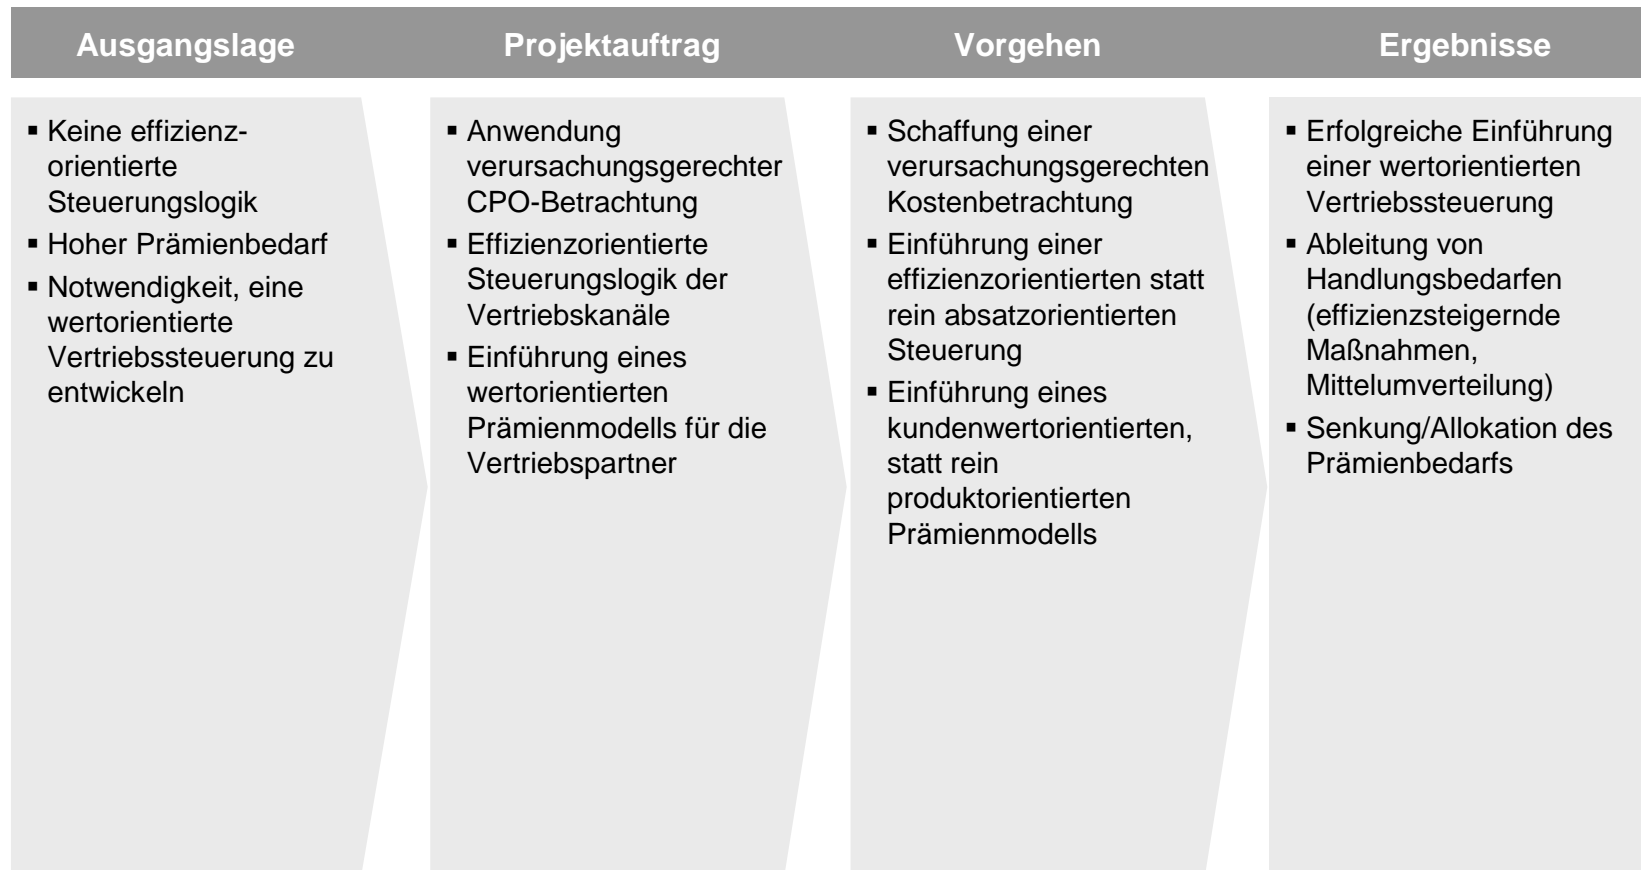 Ausgangslage
Projektauftrag
Vorgehen
Ergebnisse
▪ Keine effizienz-
orientierte
Steuerungslogik
▪ Hoher Prämienbedarf
▪ Notwendigkeit, eine
wertorientierte
Vertriebssteuerung zu
entwickeln
▪ Anwendung
verursachungsgerechter
CPO-Betrachtung
▪ Effizienzorientierte
Steuerungslogik der
Vertriebskanäle
▪ Einführung eines
wertorientierten
Prämienmodells für die
Vertriebspartner
▪ Schaffung einer
verursachungsgerechten
Kostenbetrachtung
▪ Einführung einer
effizienzorientierten statt
rein absatzorientierten
Steuerung
▪ Einführung eines
kundenwertorientierten,
statt rein
produktorientierten
Prämienmodells
▪ Erfolgreiche Einführung
einer wertorientierten
Vertriebssteuerung
▪ Ableitung von
Handlungsbedarfen
(effizienzsteigernde
Maßnahmen,
Mittelumverteilung)
▪ Senkung/Allokation des
Prämienbedarfs